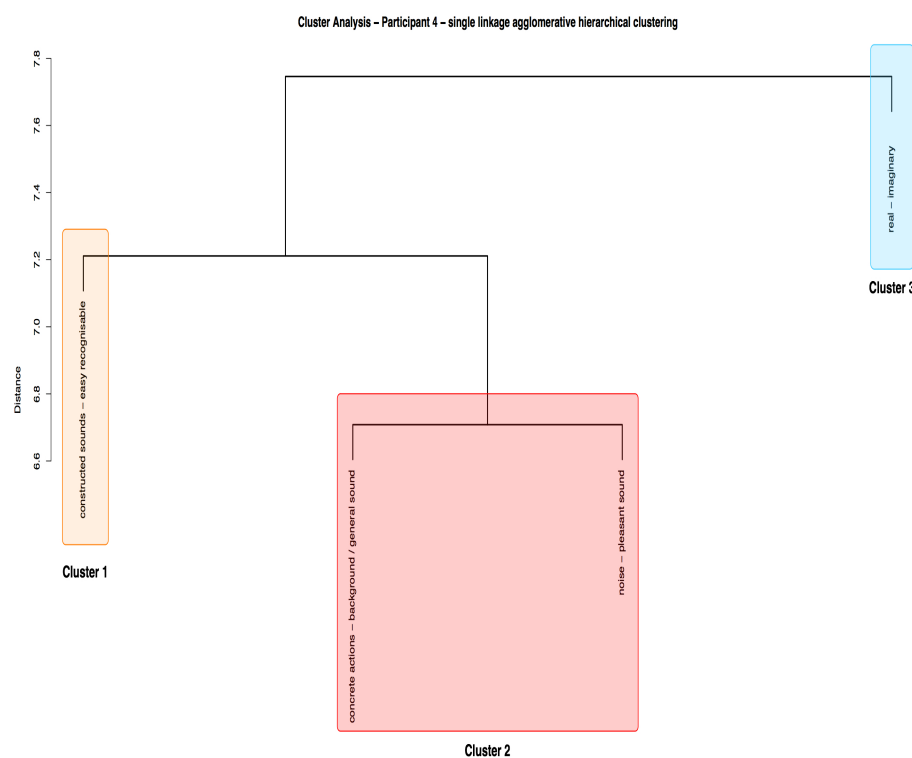 Cluster Analysis – Participant 4 – single linkage agglomerative hierarchical clustering
7.8
7.6
7.4
7.2
7.0
6.8
6.6
Distance
constructed sounds – easy recognisable
Cluster 1
concrete actions – background / general sound
noise – pleasant sound
Cluster 2
real – imaginary
Cluster 3